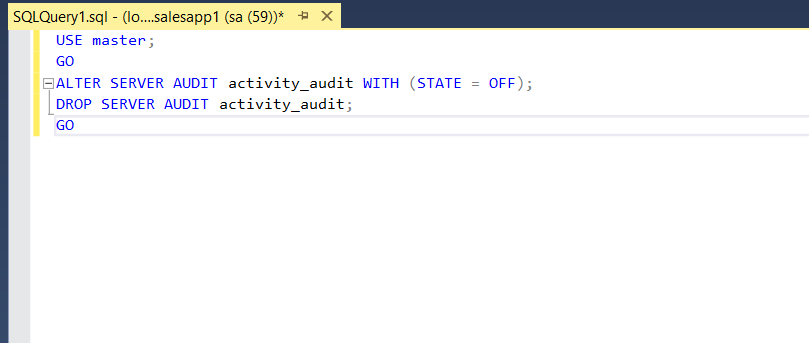 SQLQuery1.sql - (lo....salesapp1 (sa (59))*
USE master;
GO
ALTER SERVER AUDIT activity_audit WITH (STATE = OFF);
DROP SERVER AUDIT activity_audit;
GO